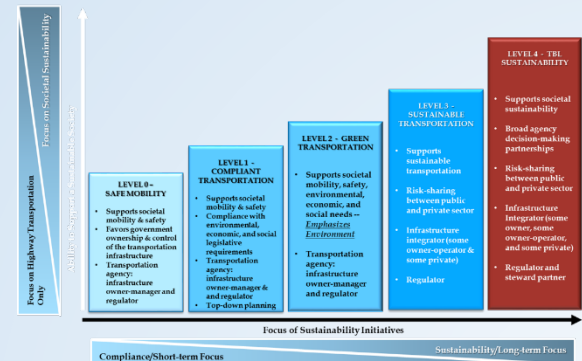 Focus on Societal Sustainability
Focus on Highway Transportation
Only
LEVEL 0 –
SAFE MOBILITY
• Supports societal
mobility & safety
• Favors government
ownership & control
of the transportation
infrastructure
• Transportation
agency:
infrastructure
owner-manager and
regulator
LEVEL 1 –
COMPLIANT
TRANSPORTATION
• Supports societal
mobility & safety
• Compliance with
environmental,
economic, and social
legislative
requirements
• Transportation
agency:
infrastructure
owner-manager &
and regulator
• Top-down planning
LEVEL 2 – GREEN
TRANSPORTATION
• Supports societal
mobility, safety,
environmental,
economic, and
social needs --
Emphasizes
Environment
• Transportation
agency:
infrastructure
owner-manager
and regulator
LEVEL 3 –
SUSTAINABLE
TRANSPORTATION
• Supports
sustainable
transportation
• Risk-sharing
between public
and private sector
• Infrastructure
integrator (some
owner-operator &
some private)
• Regulator
LEVEL 4 – TBL
SUSTAINABILITY
• Supports societal
sustainability
• Broad agency
decision-making
partnerships
• Risk-sharing
between public and
private sector
• Infrastructure
Integrator (some
owner, some
owner-operator,
and some private)
• Regulator and
steward partner
Focus of Sustainability Initiatives
Sustainability/Long-term Focus
Compliance/Short-term Focus